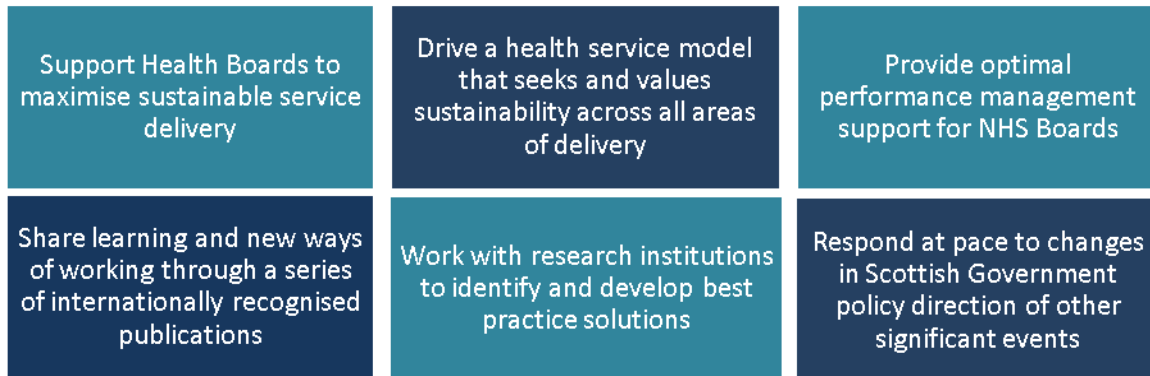 Support Health Boards to
maximise sustainable service
delivery
Drive a health service model
that seeks and values
sustainability across all areas
of delivery
Provide optimal
performance management
support for NHS Boards
Share learning and new ways
of working through a series
of internationally recognised
publications
Work with research institutions
to identify and develop best
practice solutions
Respond at pace to changes
in Scottish Government
policy direction of other
significant events